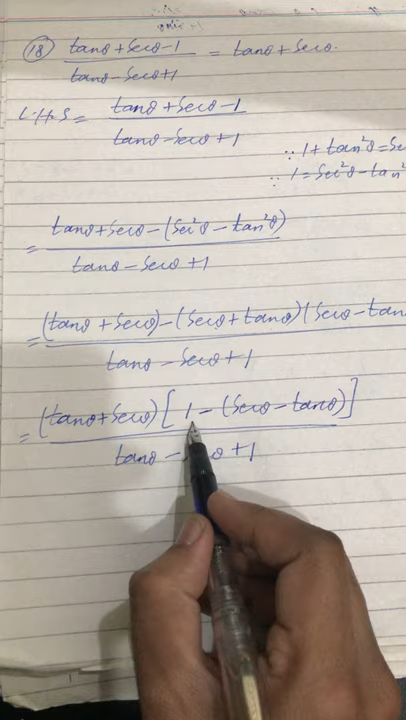 (18) tanθ + secθ - 1 / tanθ - secθ + 1 = tanθ + secθ.
L.H.S = tanθ + secθ - 1 / tanθ - secθ + 1
∵ 1 + tan²θ = Se
∴ 1 = Sec²θ - tan²
= tanθ + secθ - (sec²θ - tan²θ) / tanθ - secθ + 1
= (tanθ + secθ) - (secθ + tanθ)(secθ - tan / tanθ - secθ + 1
= (tanθ + secθ)[1 - (secθ - tanθ)] / tanθ - θ + 1